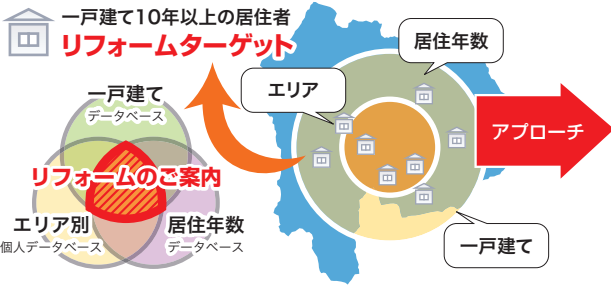 一戸建て10年以上の居住者
リフォームターゲット
居住年数
エリア
アプローチ
一戸建て
一戸建て
データベース
リフォームのご案内
エリア別
個人データベース
居住年数
データベース